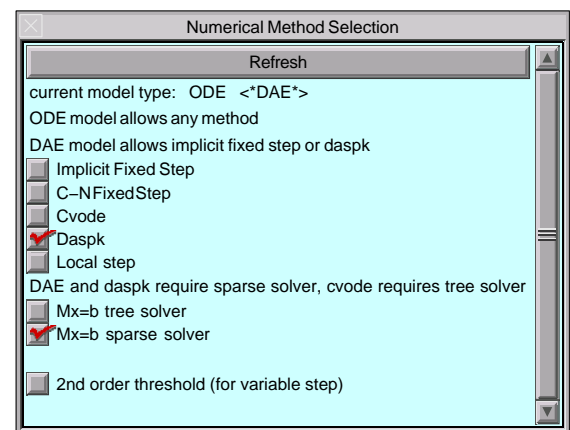 Numerical Method Selection
Refresh
current model type: ODE <*DAE*>
ODE model allows any method
DAE model allows implicit fixed step or daspk
Implicit Fixed Step
C−N Fixed Step
Cvode
Daspk
Local step
DAE and daspk require sparse solver, cvode requires tree solver
Mx=b tree solver
Mx=b sparse solver
2nd order threshold (for variable step)